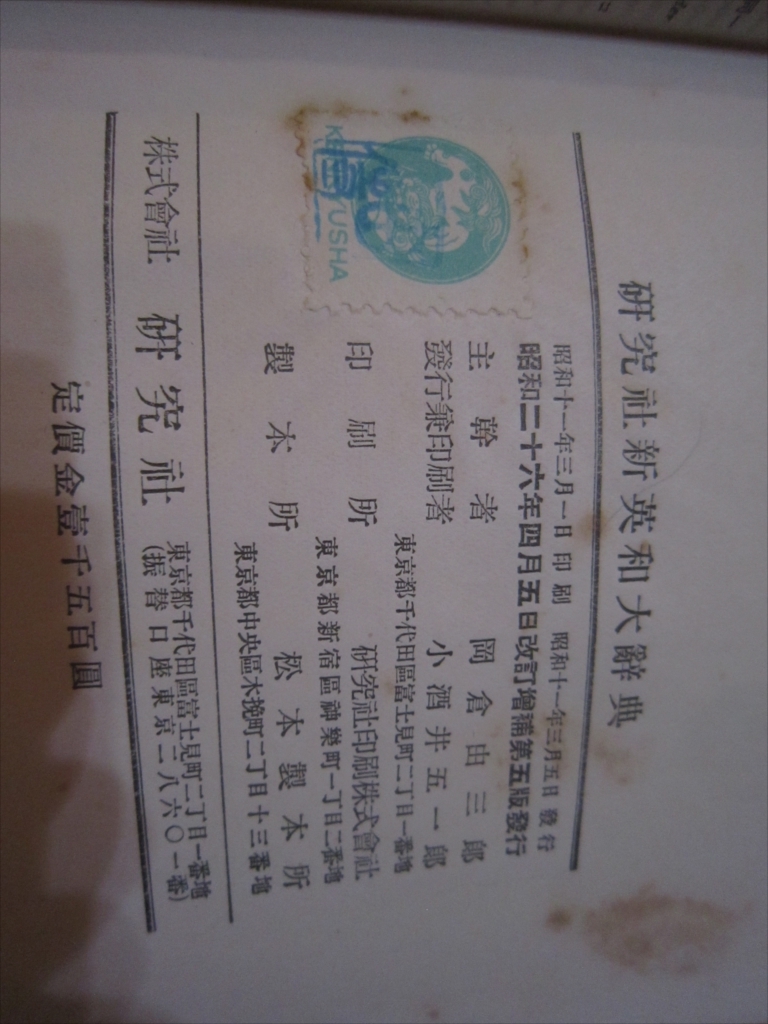 研究社新英和大辭典
昭和十一年三月一日印刷 昭和十一年三月五日發行
昭和二十六年四月五日改訂增補第五版發行
主幹者 岡倉由三郎
發行兼印刷者 小酒井五一郎
東京都千代田區富士見町二丁目一番地
印刷所 研究社印刷株式會社
東京都新宿區神樂町一丁目二番地
製本所 松本製本所
東京都中央區木挽町二丁目十三番地
株式會社 研究社 東京都千代田區富士見町二丁目一番地
(振替口座東京二八六〇一番)
定價金壹千五百圓